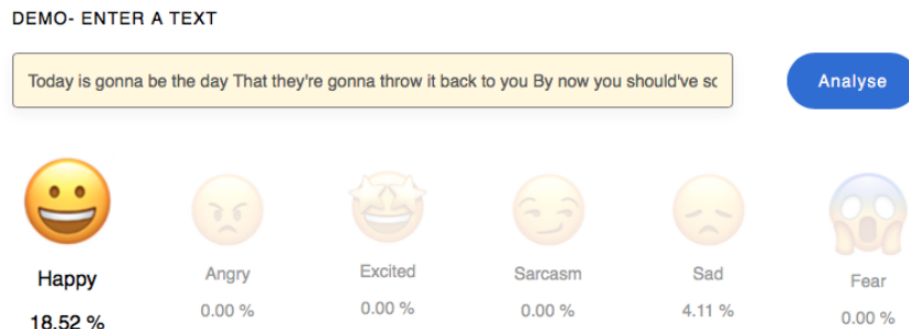 DEMO- ENTER A TEXT
Today is gonna be the day That they're gonna throw it back to you By now you should've sc
Analyse
Happy Angry Excited Sarcasm Sad Fear
18.52 % 0.00 % 0.00 % 0.00 % 4.11 % 0.00 %